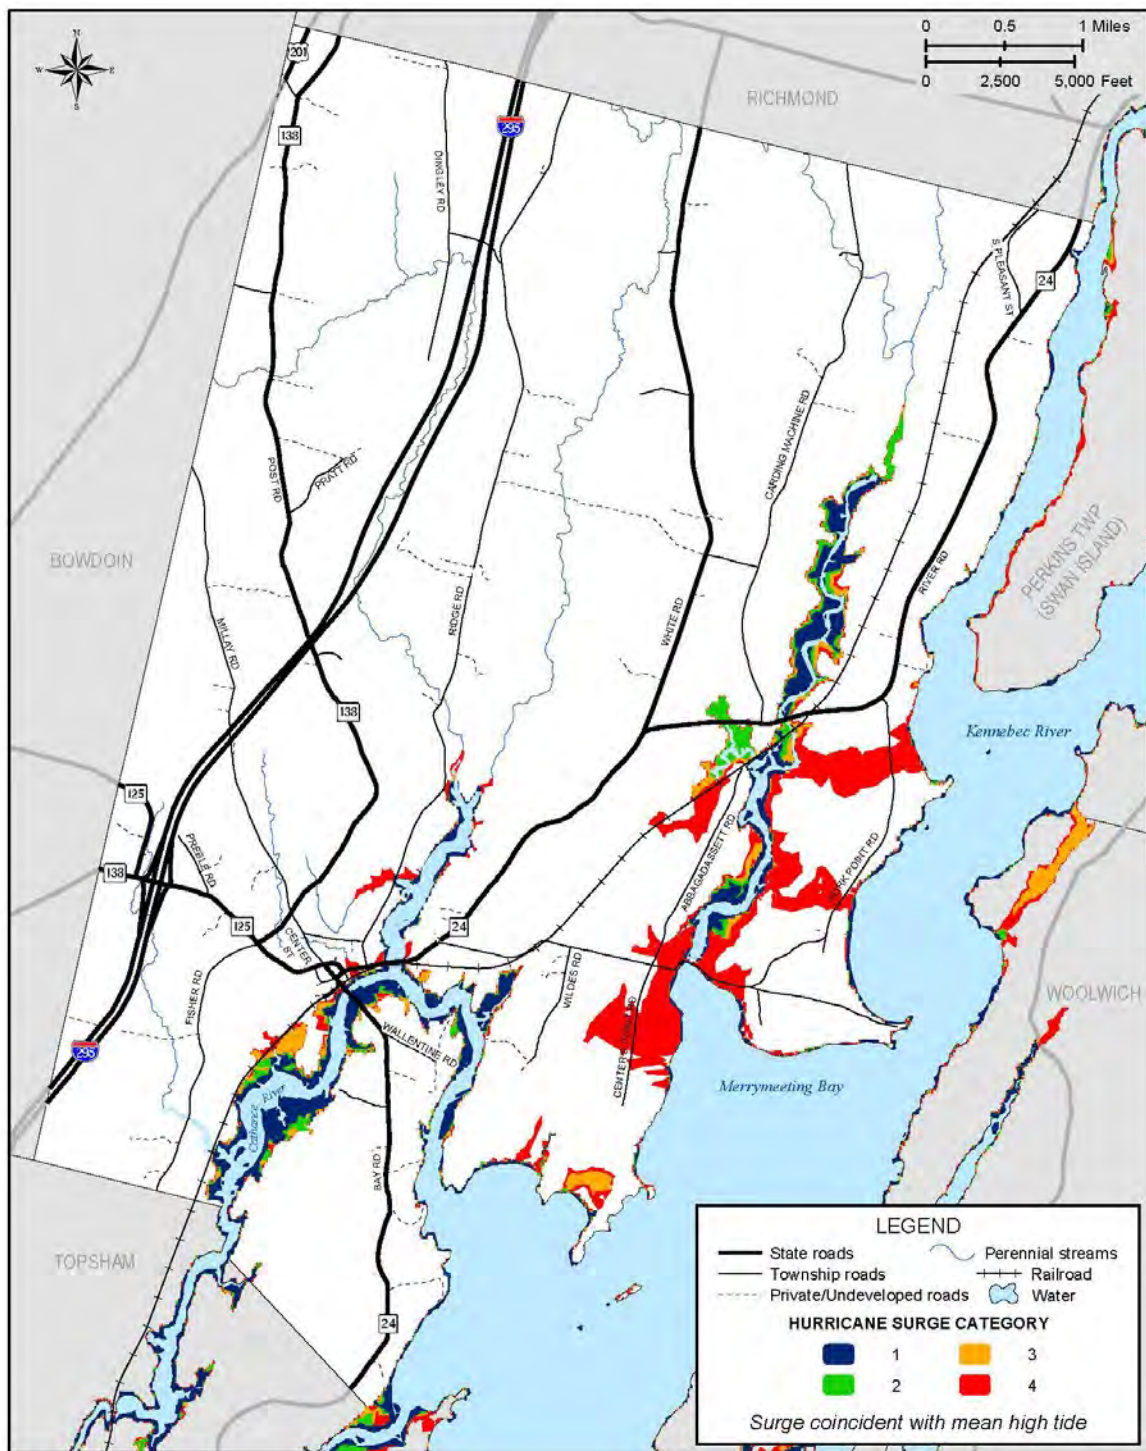 0 0.5 1 Miles
0 2,500 5,000 Feet
N
W E
S
RICHMOND
201
138
295
DINGLEY RD
S PLEASANT ST
24
POST RD
PRATT RD
CARDING MACHINE RD
BOWDOIN
PERKINS TWP
(SWAN ISLAND)
RIVER RD
MILLAY RD
RIDGE RD
WHITE RD
138
Kennebec River
125
PREBLE RD
138
125
24
ABBAGADASSETT RD
CENTER
ST
FISHER RD
WILDES RD
WOOLWICH
WALLENTINE RD
295
Merrymeeting Bay
Cathance River
BAY RD
TOPSHAM
24
LEGEND
State roads Perennial streams
Township roads Railroad
Private/Undeveloped roads Water
HURRICANE SURGE CATEGORY
1 3
2 4
Surge coincident with mean high tide